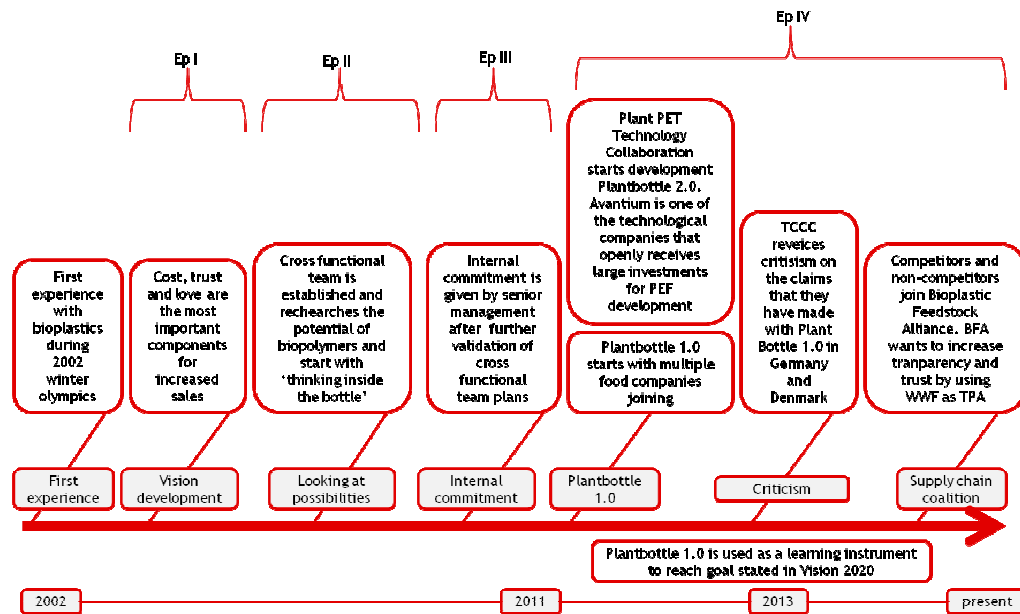 Ep I
Ep II
Ep III
Ep IV
First
experience
with
bioplastics
during
2002
winter
olympics
Cost, trust
and love are
the most
important
components
for
increased
sales
Cross functional
team is
established and
rechearches the
potential of
biopolymers and
start with
‘thinking inside
the bottle’
Internal
commitment is
given by senior
management
after further
validation of
cross
functional
team plans
Plant PET
Technology
Collaboration
starts development
Plantbottle 2.0.
Avantium is one of
the technological
companies that
openly receives
large investments
for PEF
development
Plantbottle 1.0
starts with multiple
food companies
joining
TCCC
reveices
critisism on
the claims
that they
have made
with Plant
Bottle 1.0 in
Germany
and
Denmark
Competitors and
non-competitors
join Bioplastic
Feedstock
Alliance. BFA
wants to increase
tranparency and
trust by using
WWF as TPA
First
experience
Vision
development
Looking at
possibilities
Internal
commitment
Plantbottle
1.0
Criticism
Supply chain
coalition
Plantbottle 1.0 is used as a learning instrument
to reach goal stated in Vision 2020
2002
2011
2013
present